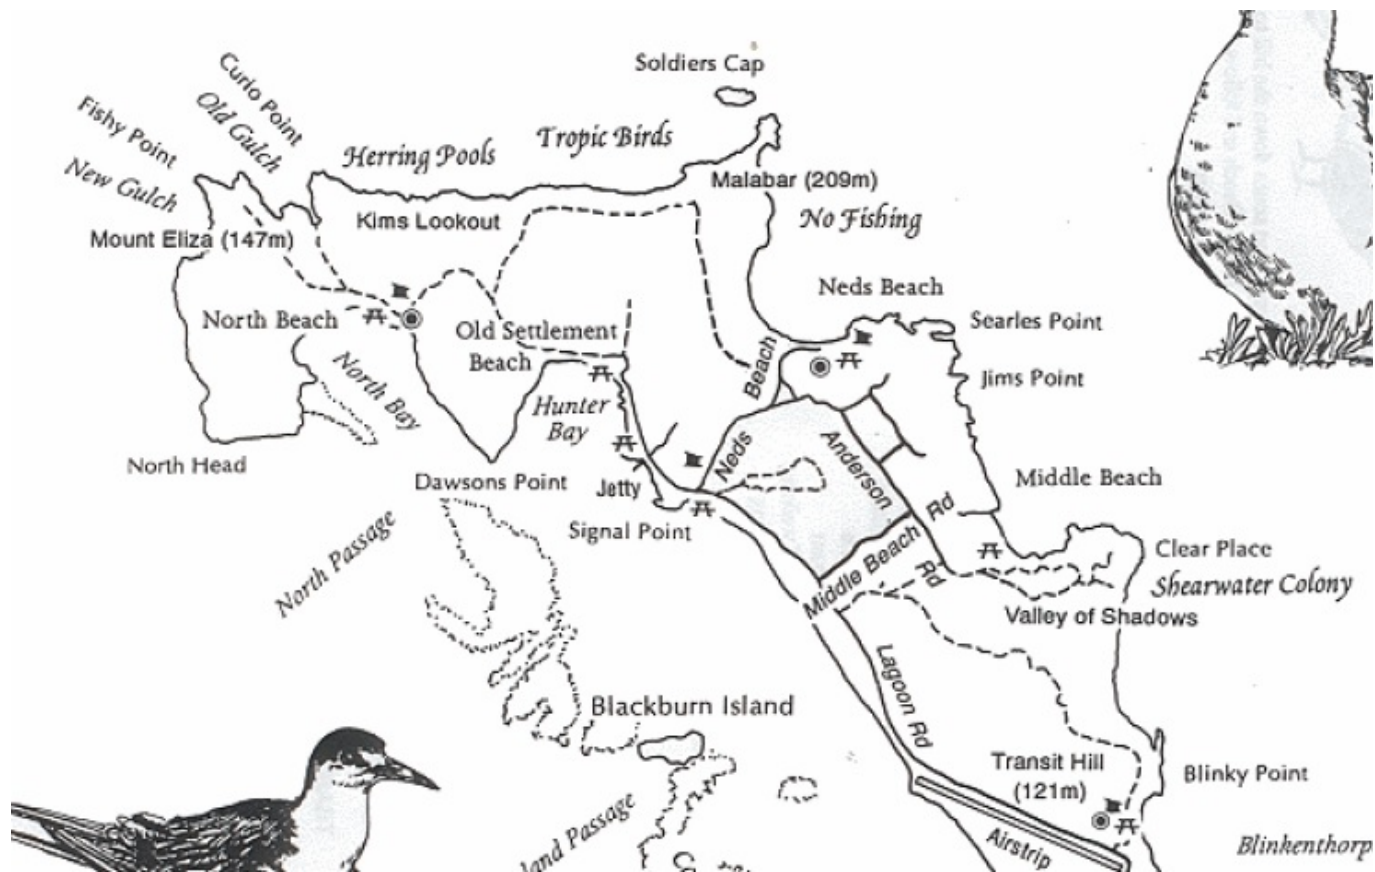 Soldiers Cap
Curio Point
Old Gulch
Fishy Point
New Gulch
Herring Pools
Tropic Birds
Malabar (209m)
Kims Lookout
No Fishing
Mount Eliza (147m)
Neds Beach
North Beach
Old Settlement
Beach
Searles Point
Jims Point
North Bay
Hunter
Bay
Neds Beach
Anderson Rd
North Head
Dawsons Point
Jetty
Signal Point
Middle Beach
North Passage
Middle Beach Rd
Clear Place
Shearwater Colony
Valley of Shadows
Lagoon Rd
Blackburn Island
Transit Hill
(121m)
Blinky Point
land Passage
Airstrip
Blinkenthorp